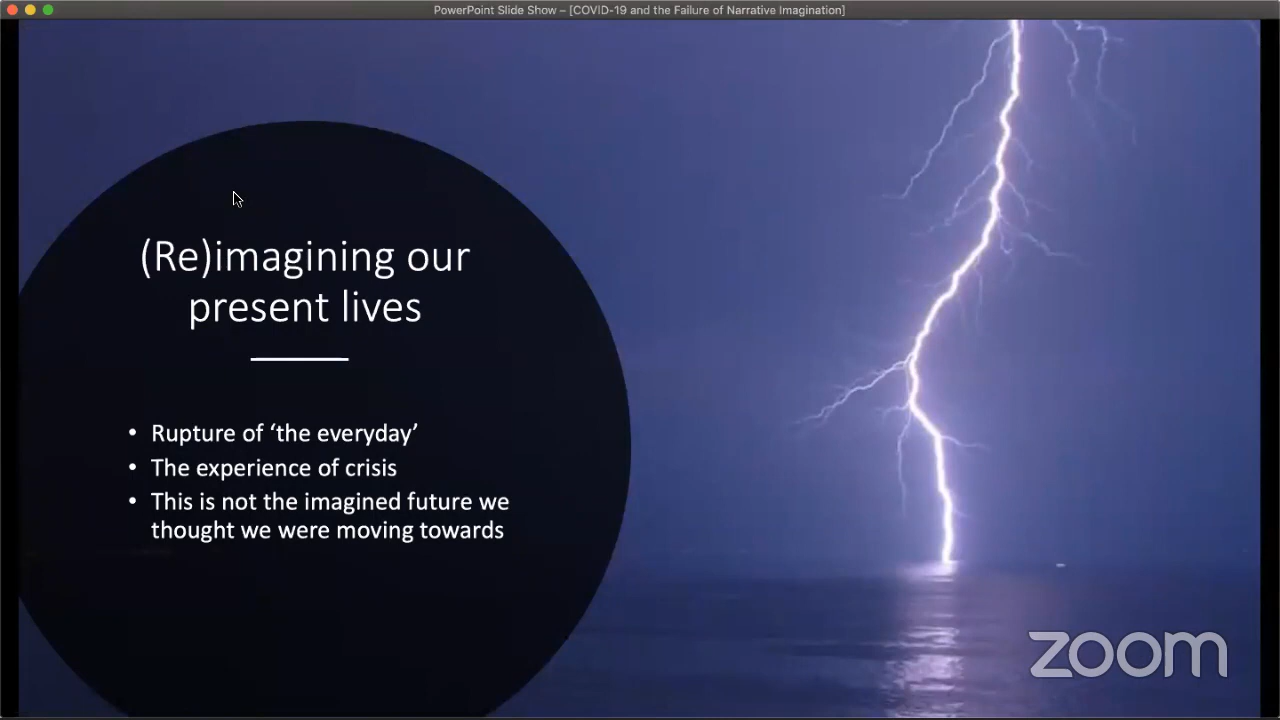 PowerPoint Slide Show – [COVID-19 and the Failure of Narrative Imagination]
(Re)imagining our
present lives
• Rupture of ‘the everyday’
• The experience of crisis
• This is not the imagined future we
thought we were moving towards
zoom